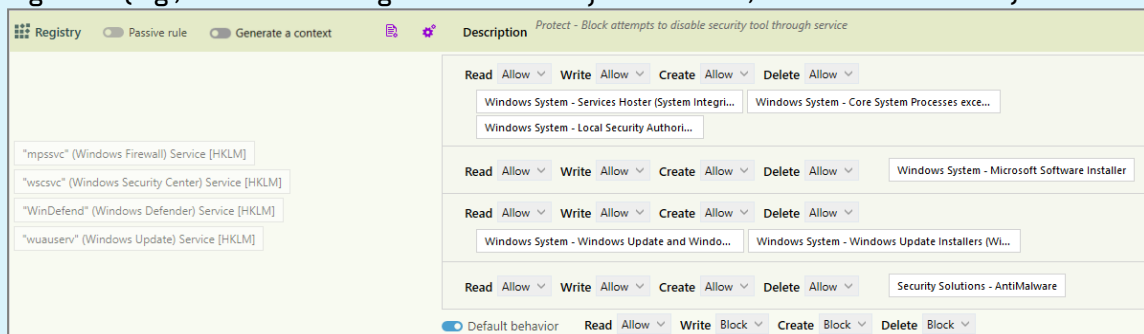 Registry Passive rule Generate a context Description Protect - Block attempts to disable security tool through service
Read Allow Write Allow Create Allow Delete Allow
Windows System - Services Hoster (System Integri... Windows System - Core System Processes exce...
Windows System - Local Security Authori...
"mpssvc" (Windows Firewall) Service [HKLM]
"wscsvc" (Windows Security Center) Service [HKLM]
"WinDefend" (Windows Defender) Service [HKLM]
"wuauserv" (Windows Update) Service [HKLM]
Read Allow Write Allow Create Allow Delete Allow Windows System - Microsoft Software Installer
Read Allow Write Allow Create Allow Delete Allow
Windows System - Windows Update and Windo... Windows System - Windows Update Installers (Wi...
Read Allow Write Allow Create Allow Delete Allow Security Solutions - AntiMalware
Default behavior Read Allow Write Block Create Block Delete Block